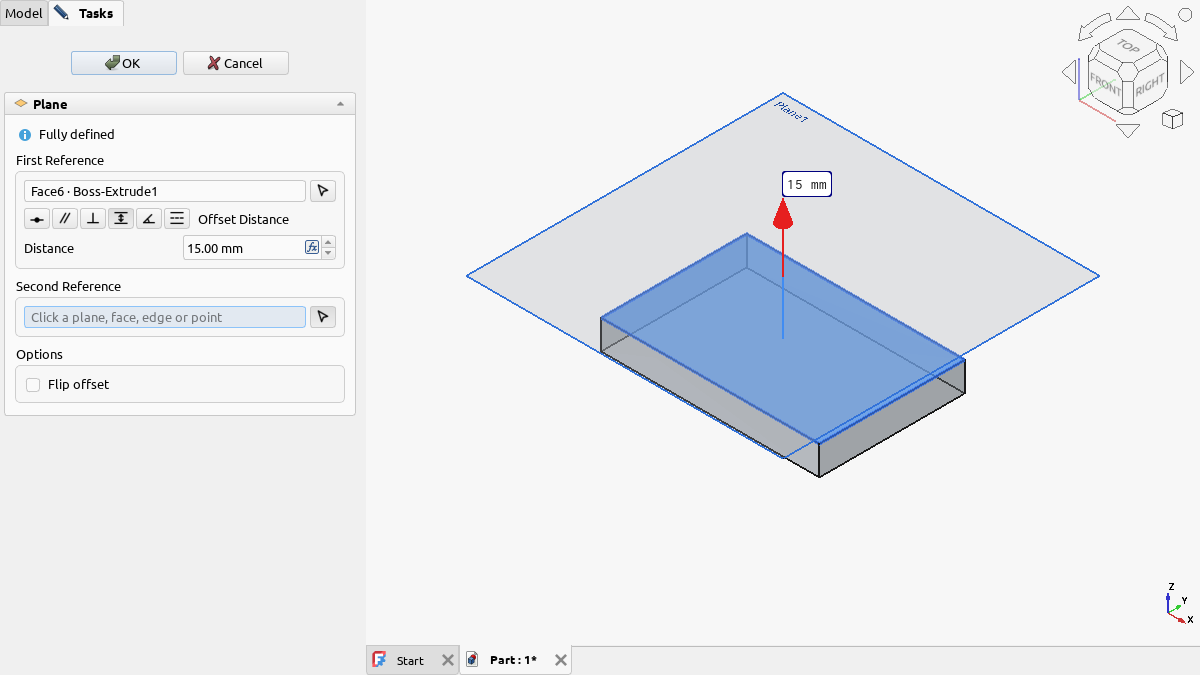 Model
Tasks
OK
Cancel
Plane
Fully defined
First Reference
Face6 · Boss-Extrude1
Offset Distance
Distance
15.00 mm
Second Reference
Click a plane, face, edge or point
Options
Flip offset
plane1
15 mm
TOP
FRONT
RIGHT
Z
Y
X
Start
Part : 1*